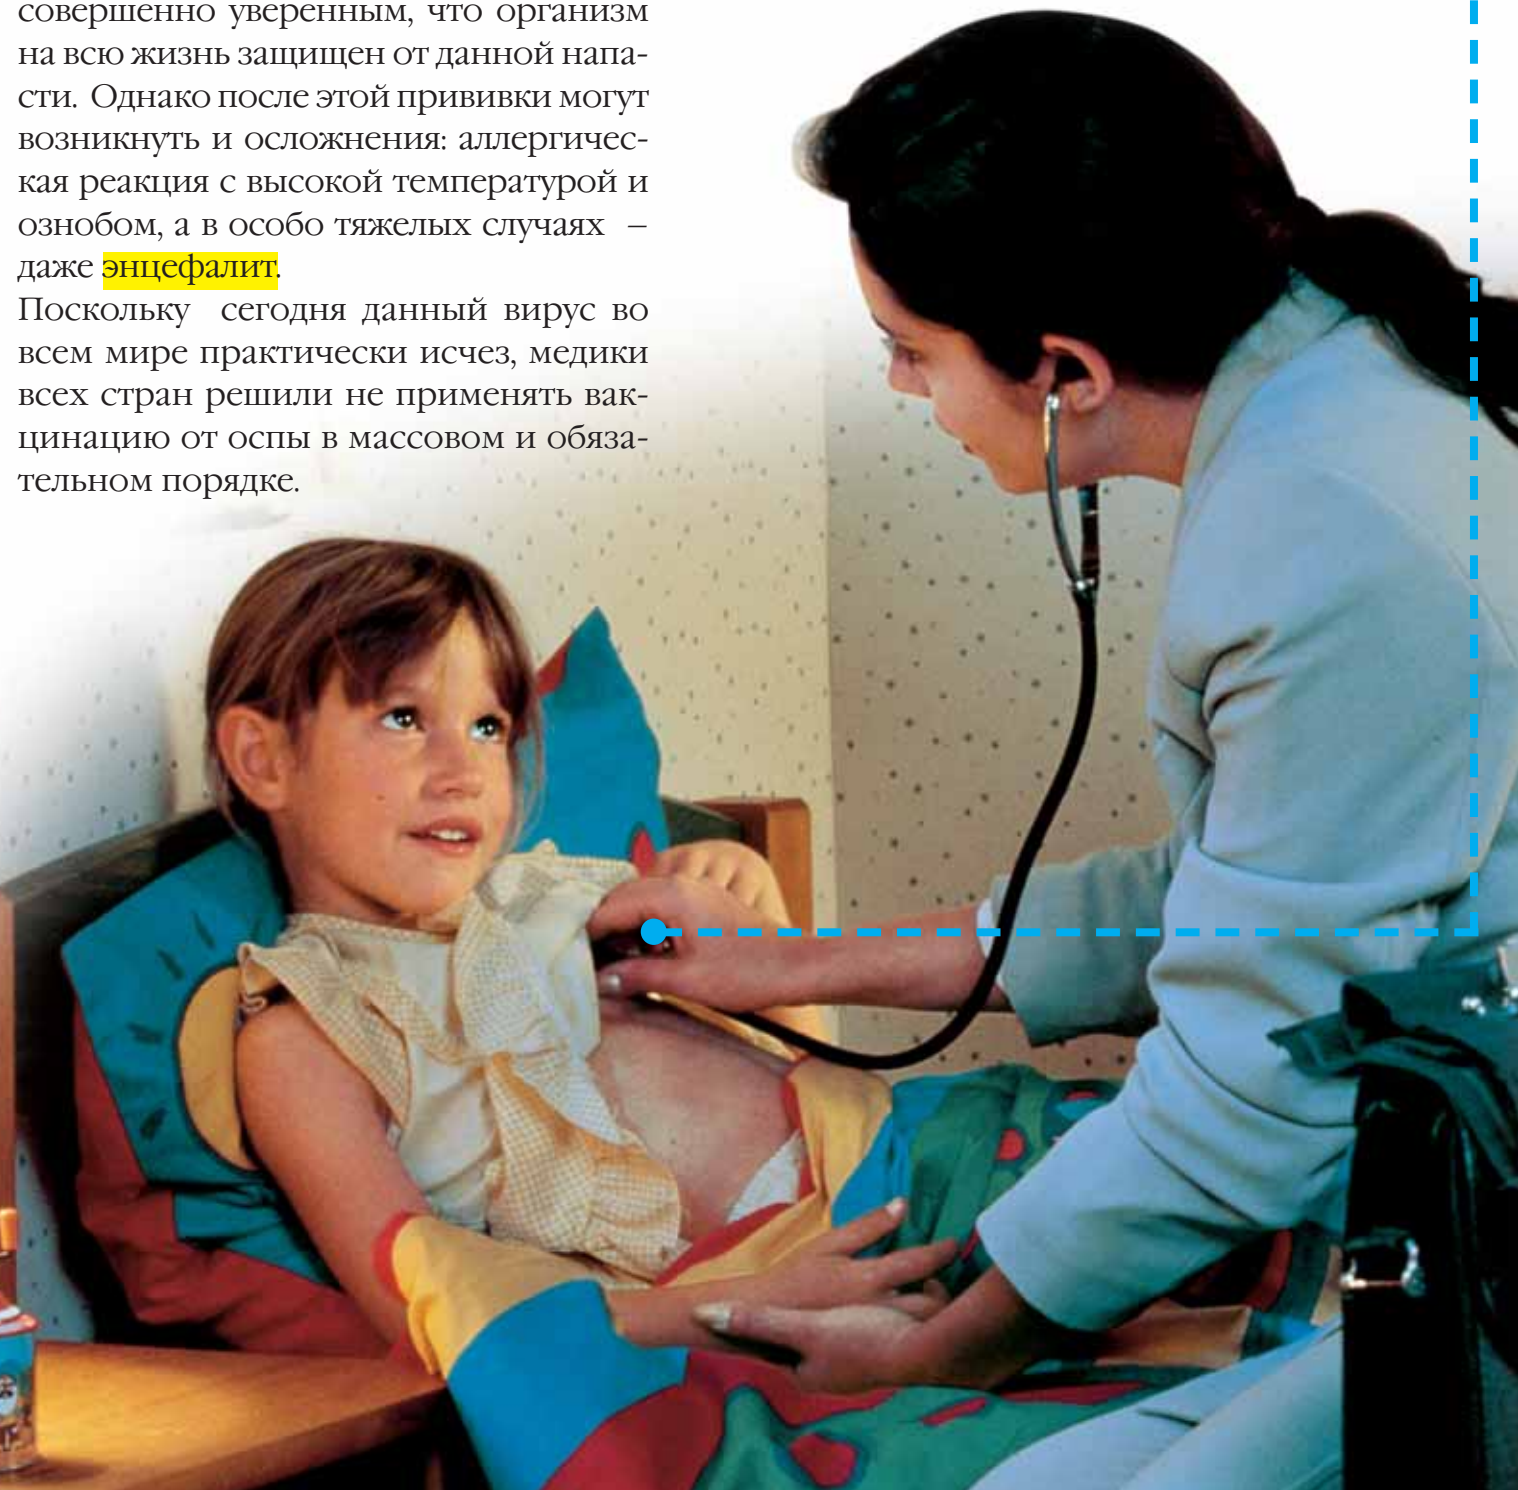 совершенно уверенным, что организм
на всю жизнь защищен от данной напа-
сти. Однако после этой прививки могут
возникнуть и осложнения: аллергичес-
кая реакция с высокой температурой и
ознобом, а в особо тяжелых случаях –
даже энцефалит.
Поскольку сегодня данный вирус во
всем мире практически исчез, медики
всех стран решили не применять вак-
цинацию от оспы в массовом и обяза-
тельном порядке.